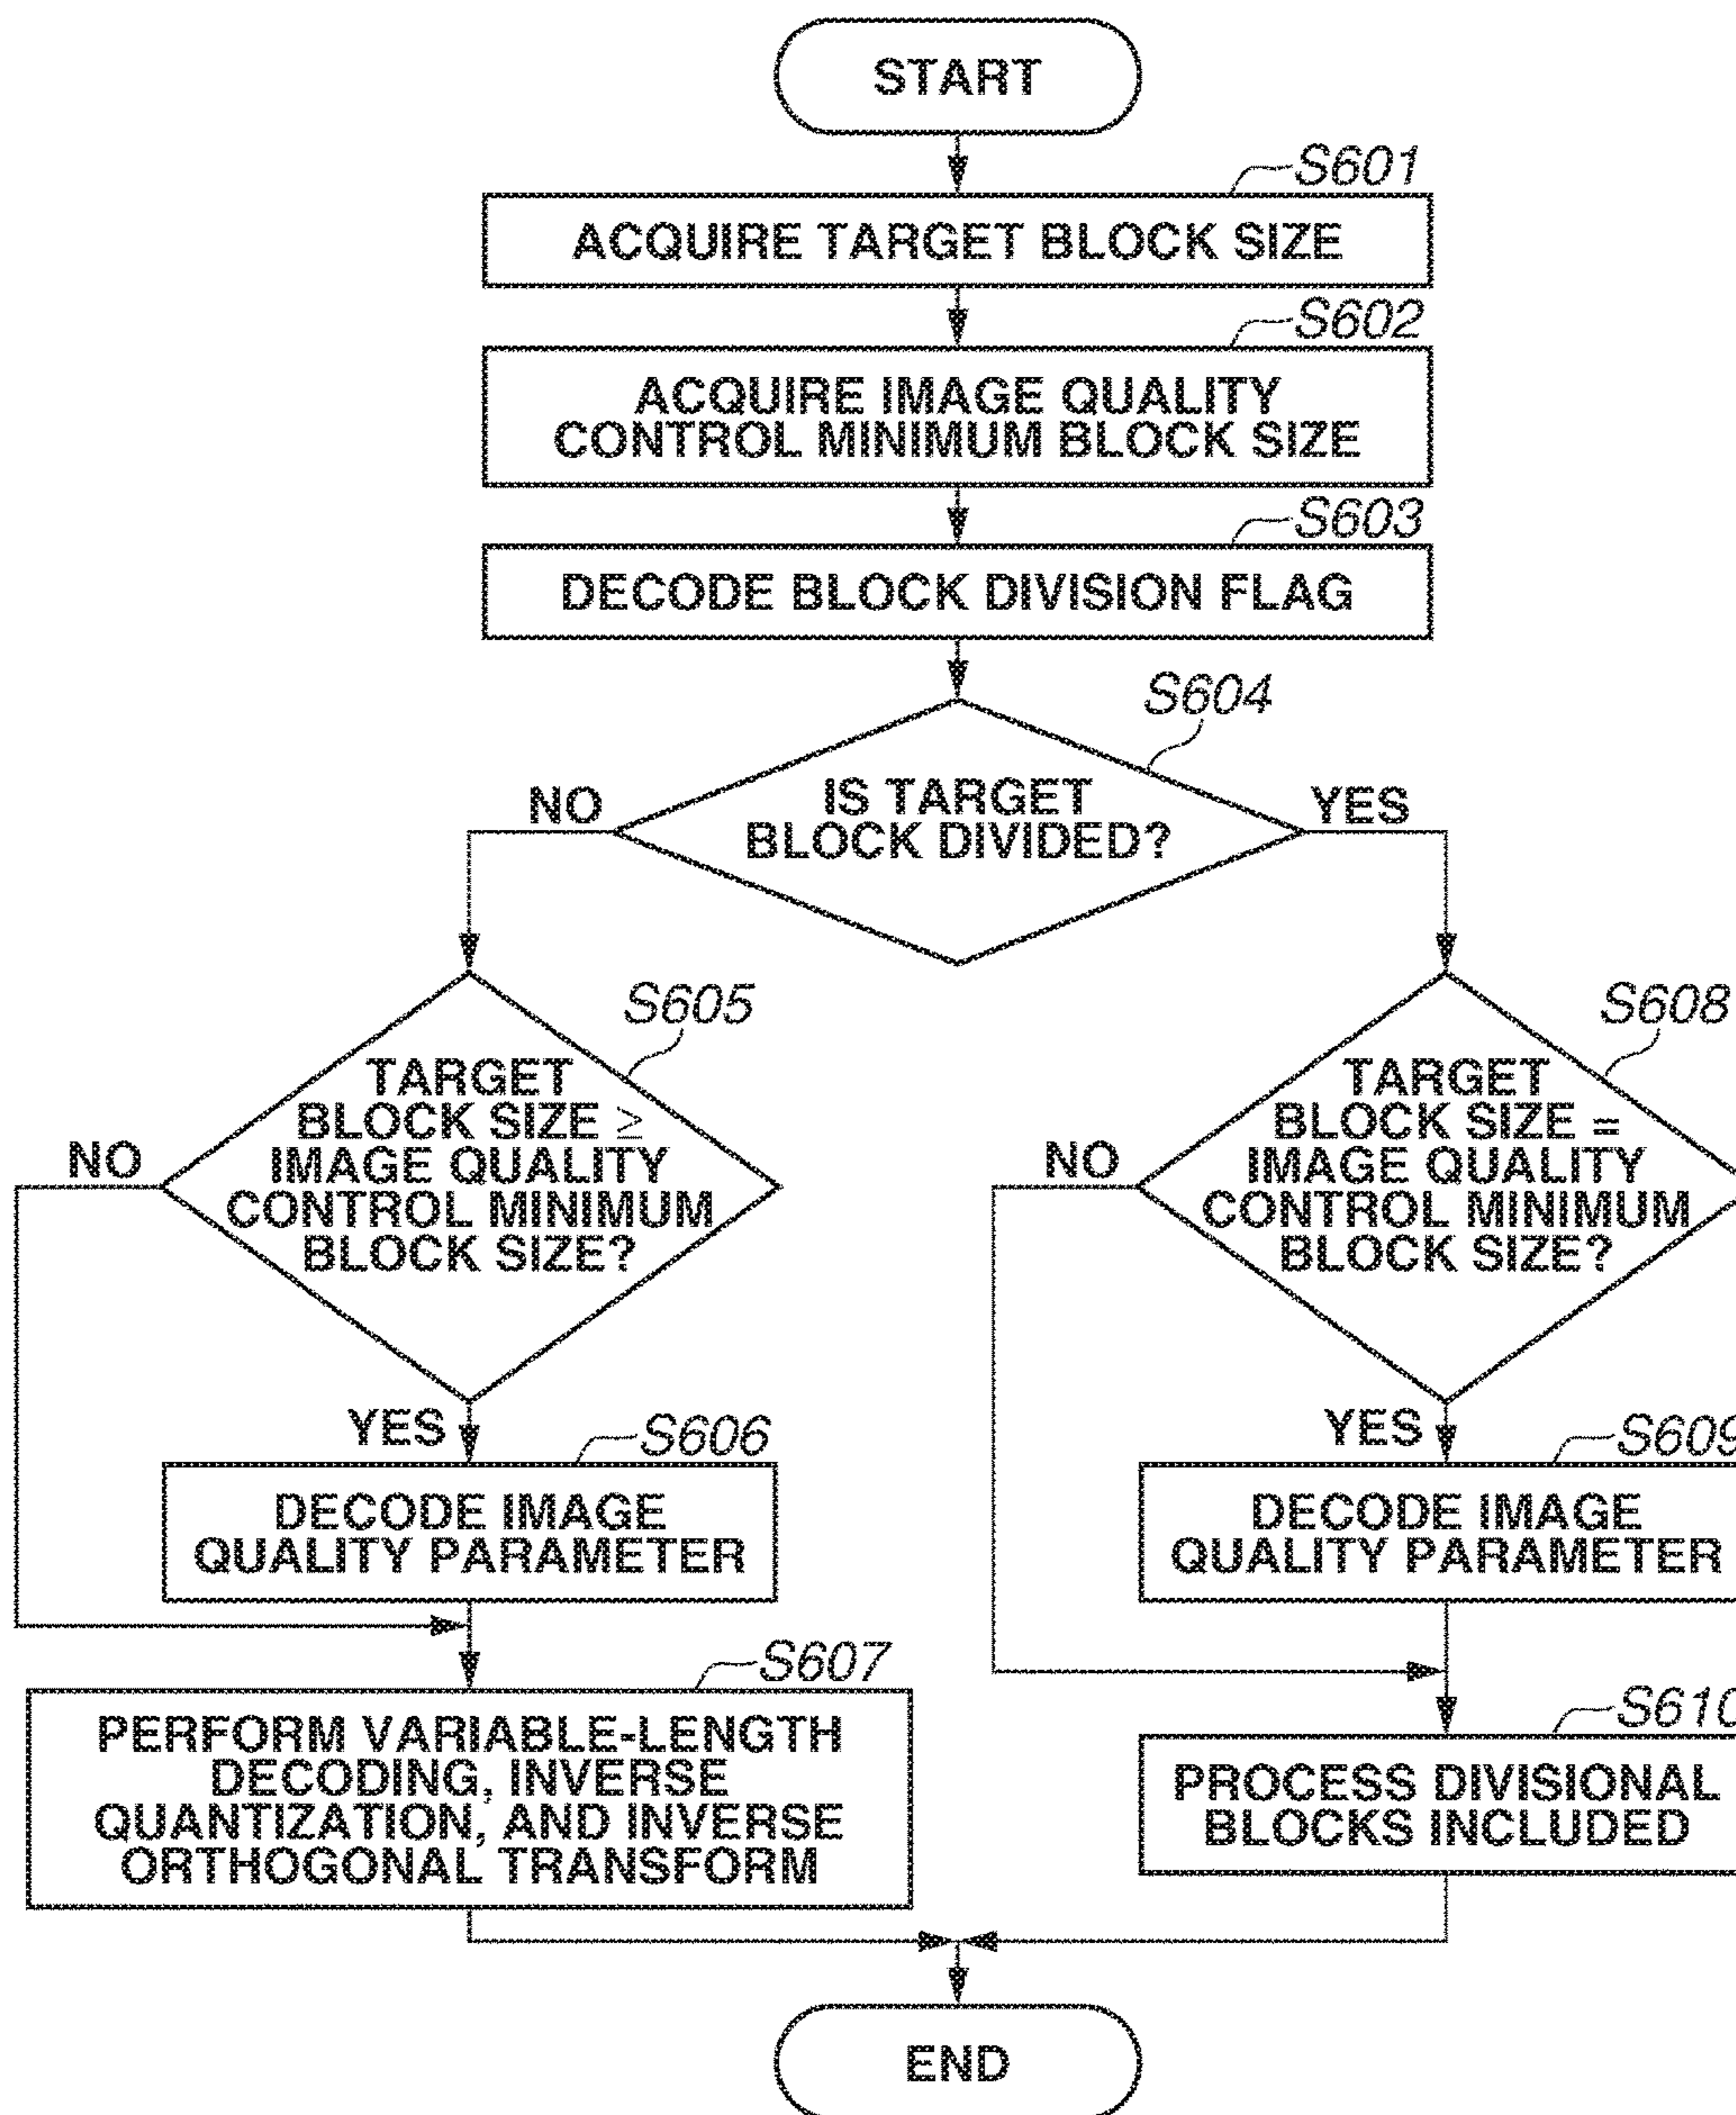 START
S601
ACQUIRE TARGET BLOCK SIZE
S602
ACQUIRE IMAGE QUALITY
CONTROL MINIMUM BLOCK SIZE
S603
DECODE BLOCK DIVISION FLAG
S604
IS TARGET
BLOCK DIVIDED?
NO
YES
S605
TARGET
BLOCK SIZE ≥
IMAGE QUALITY
CONTROL MINIMUM
BLOCK SIZE?
NO
YES
S606
DECODE IMAGE
QUALITY PARAMETER
S607
PERFORM VARIABLE-LENGTH
DECODING, INVERSE
QUANTIZATION, AND INVERSE
ORTHOGONAL TRANSFORM
S608
TARGET
BLOCK SIZE =
IMAGE QUALITY
CONTROL MINIMUM
BLOCK SIZE?
NO
YES
S609
DECODE IMAGE
QUALITY PARAMETER
S610
PROCESS DIVISIONAL
BLOCKS INCLUDED
END